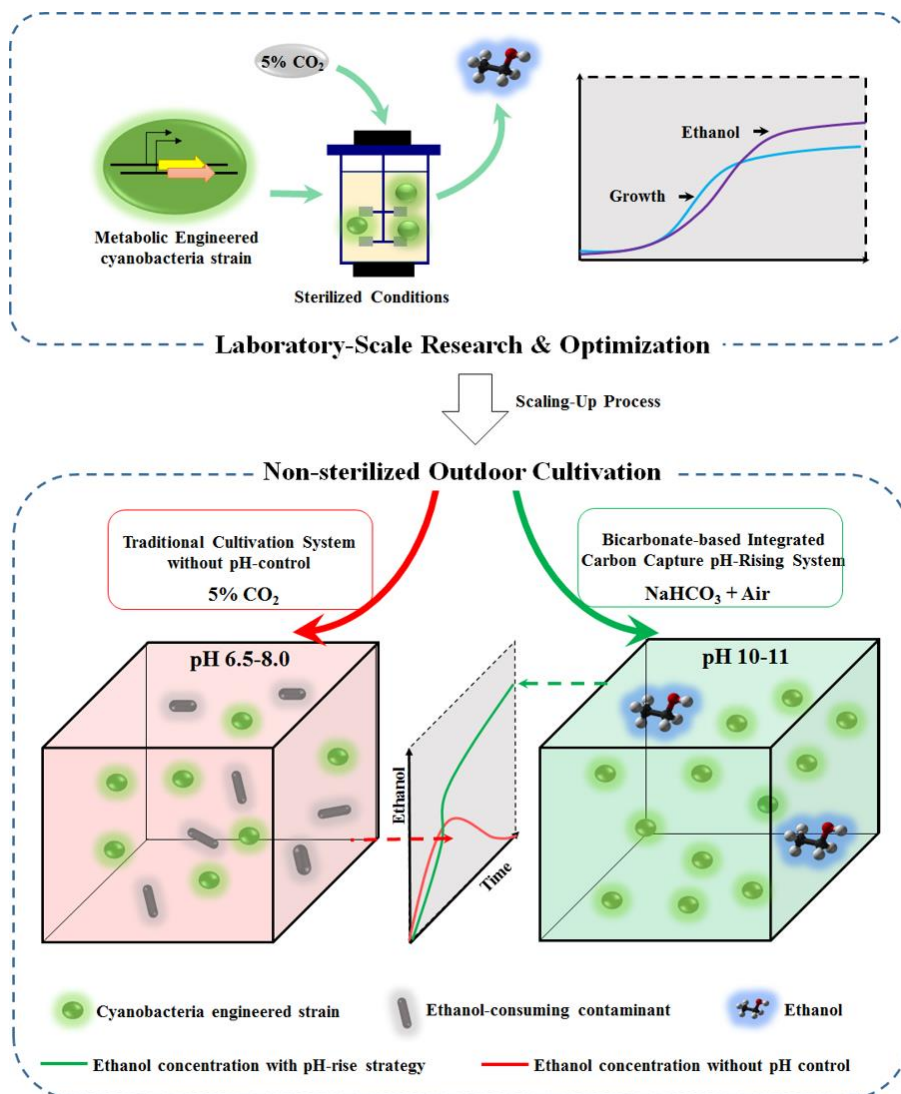 5% CO₂
Ethanol
Growth
Metabolic Engineered
cyanobacteria strain
Sterilized Conditions
Laboratory-Scale Research & Optimization
Scaling-Up Process
Non-sterilized Outdoor Cultivation
Traditional Cultivation System
without pH-control
5% CO₂
Bicarbonate-based Integrated
Carbon Capture pH-Rising System
NaHCO₃ + Air
pH 6.5-8.0
pH 10-11
Ethanol
Time
Cyanobacteria engineered strain
Ethanol-consuming contaminant
Ethanol
Ethanol concentration with pH-rise strategy
Ethanol concentration without pH control